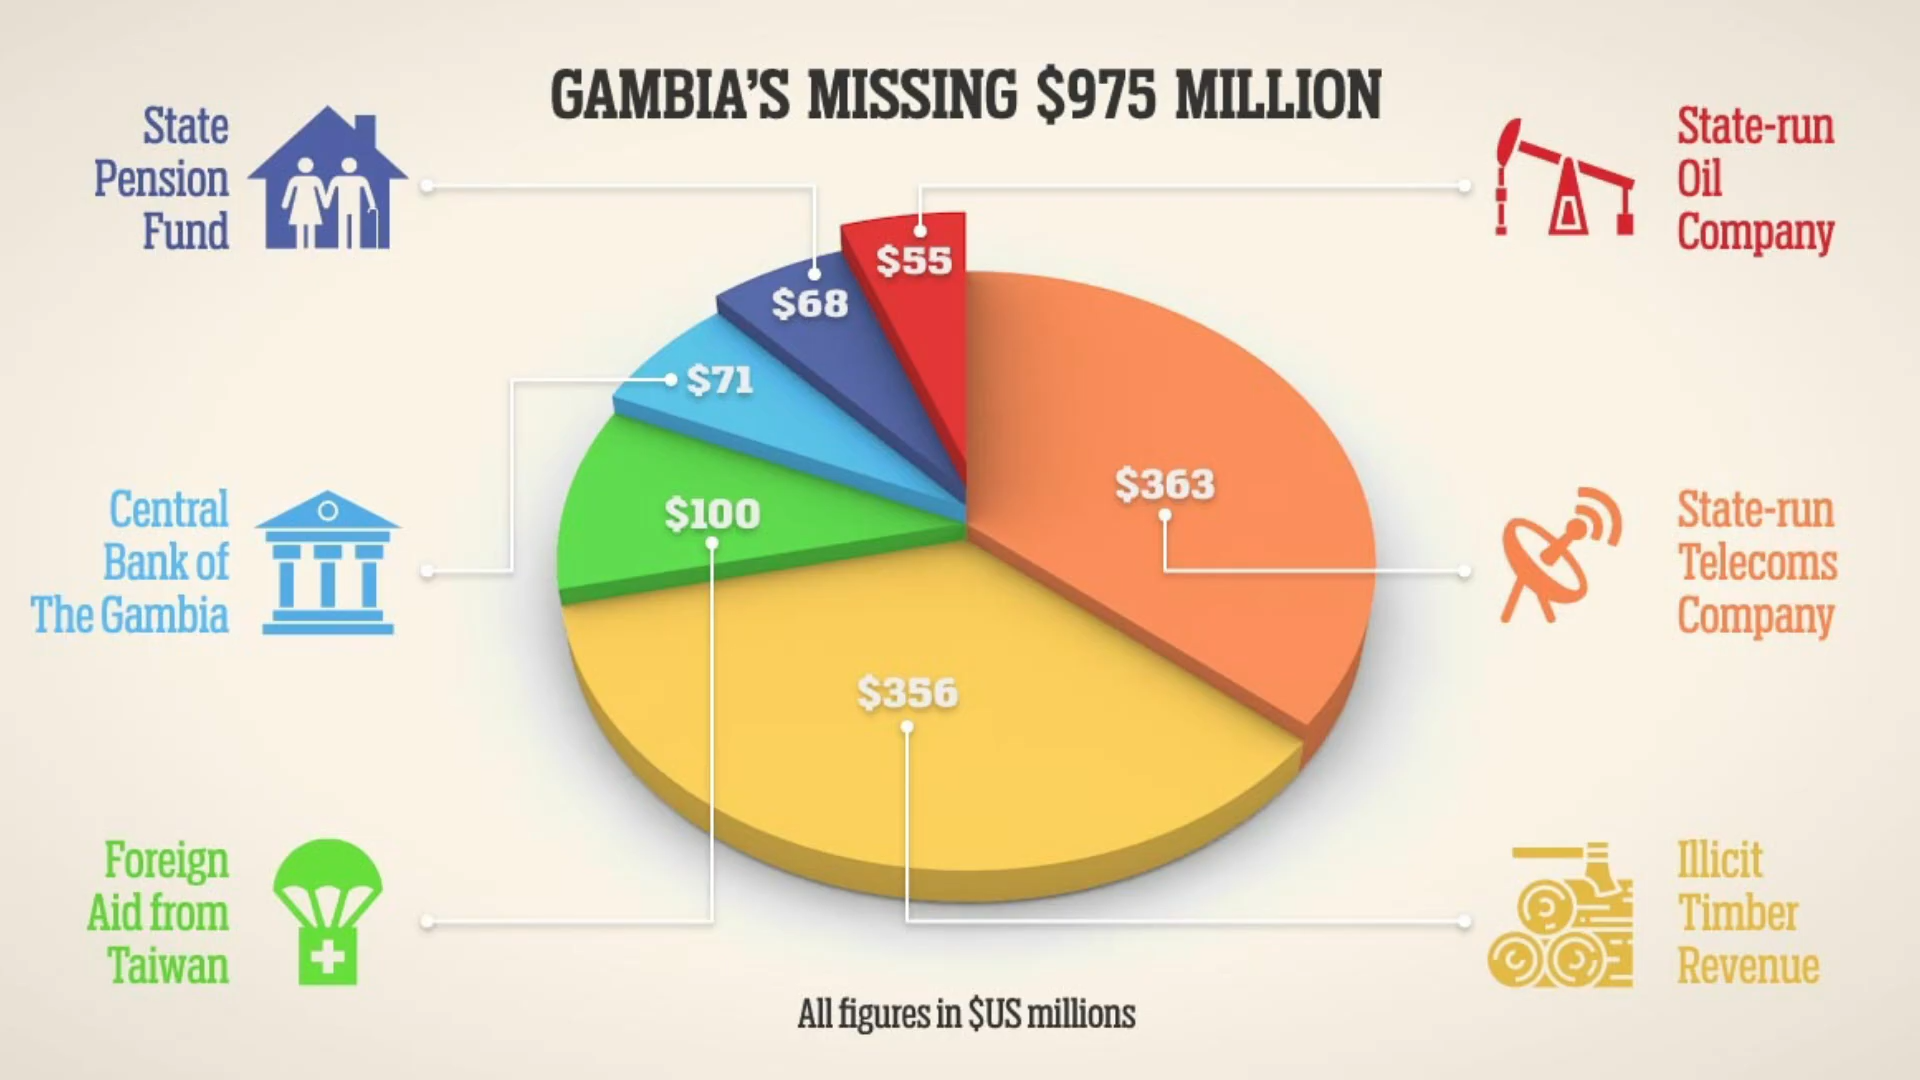 GAMBIA'S MISSING $975 MILLION
State
Pension
Fund
State-run
Oil
Company
$55
$68
$71
$363
$100
Central
Bank of
The Gambia
State-run
Telecoms
Company
$356
Foreign
Aid from
Taiwan
Illicit
Timber
Revenue
All figures in $US millions